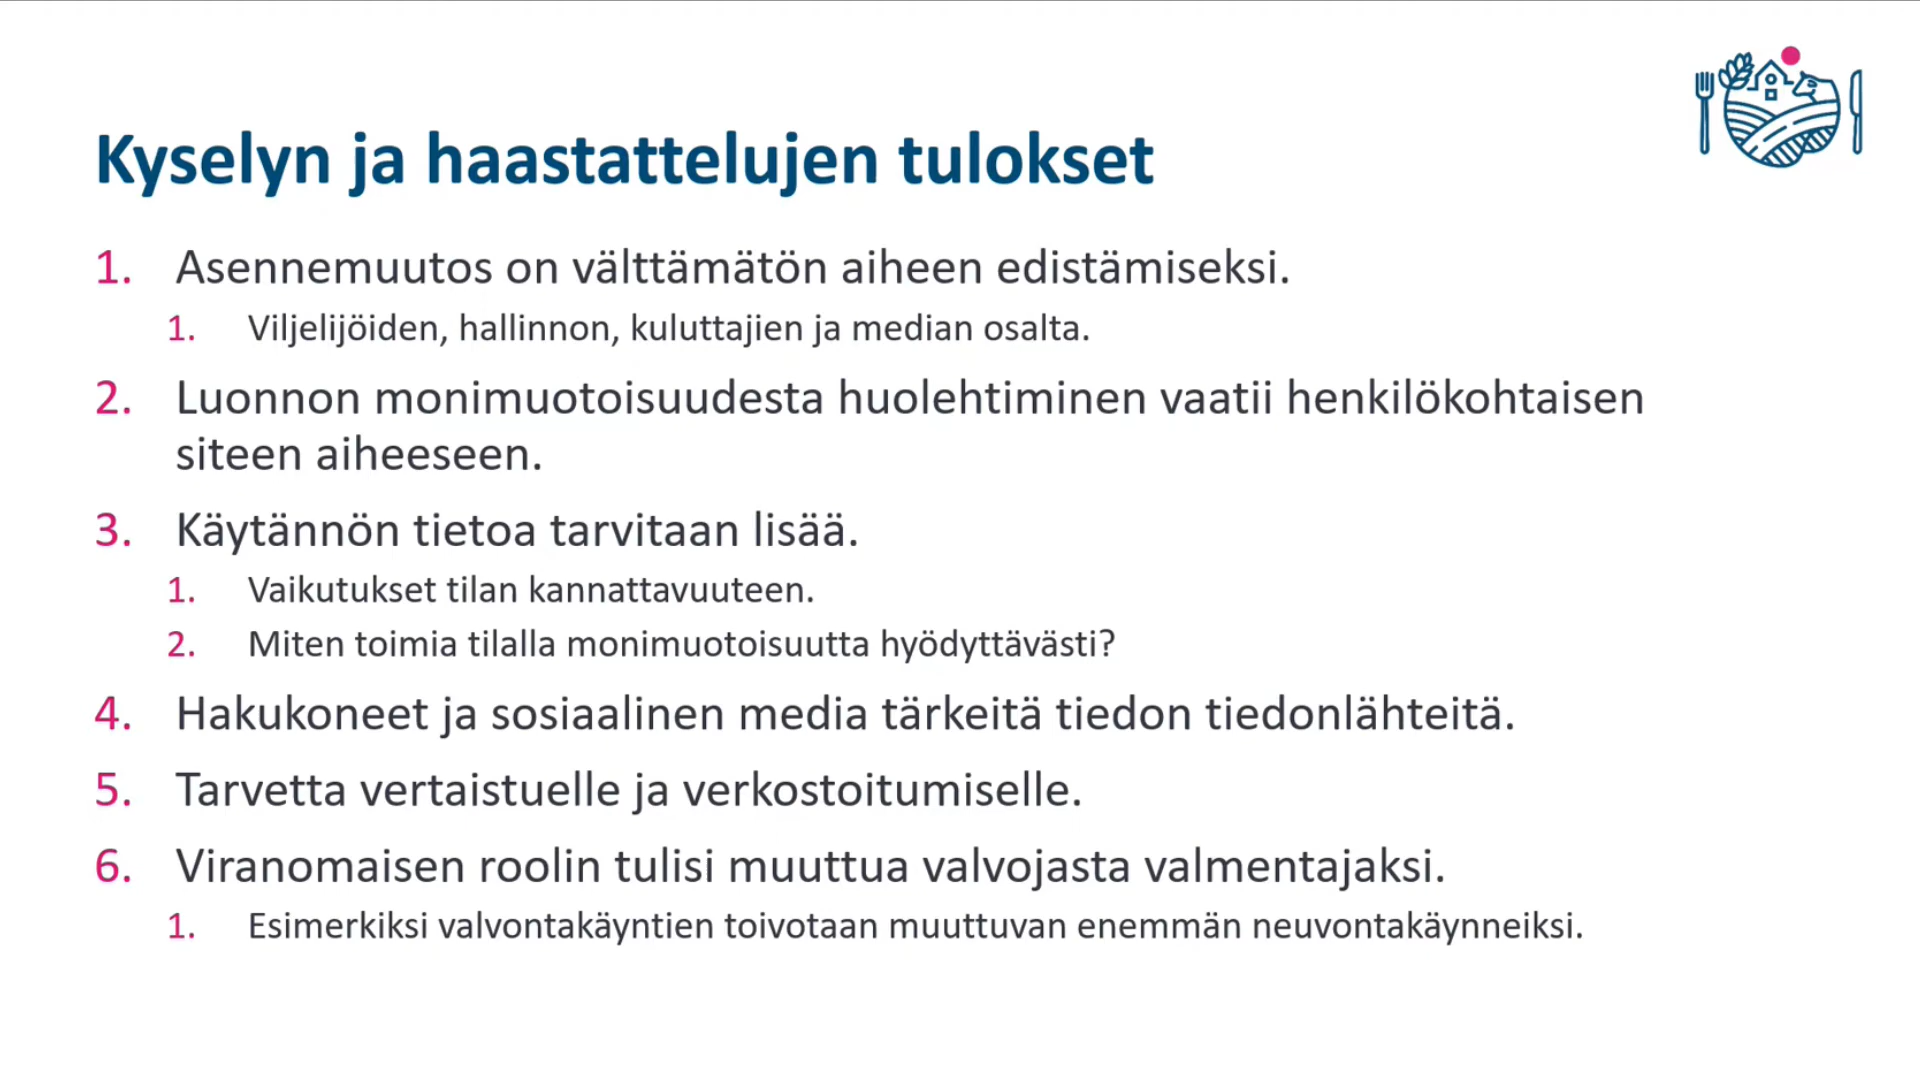 Kyselyn ja haastattelujen tulokset
1. Asennemuutos on välttämätön aiheen edistämiseksi.
1. Viljelijöiden, hallinnon, kuluttajien ja median osalta.
2. Luonnon monimuotoisuudesta huolehtiminen vaatii henkilökohtaisen
siteen aiheeseen.
3. Käytännön tietoa tarvitaan lisää.
1. Vaikutukset tilan kannattavuuteen.
2. Miten toimia tilalla monimuotoisuutta hyödyttävästi?
4. Hakukoneet ja sosiaalinen media tärkeitä tiedon tiedonlähteitä.
5. Tarvetta vertaistuelle ja verkostoitumiselle.
6. Viranomaisen roolin tulisi muuttua valvojasta valmentajaksi.
1. Esimerkiksi valvontakäyntien toivotaan muuttuvan enemmän neuvontakäynneiksi.